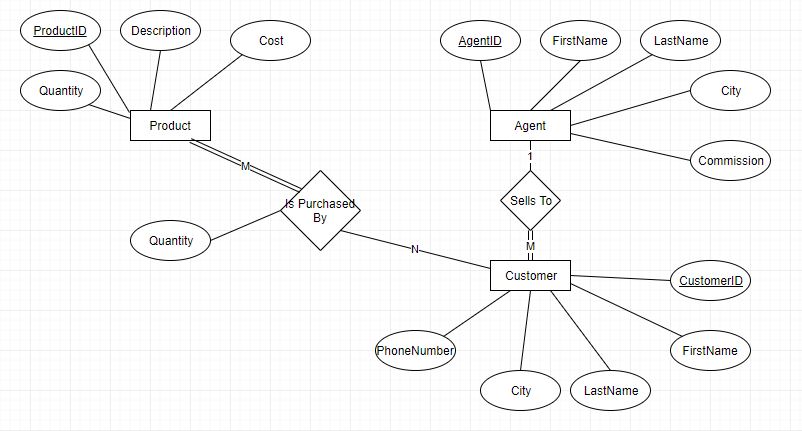 ProductID
Description
Cost
AgentID
FirstName
LastName
Quantity
City
Product
Agent
Commission
M
1
Is Purchased
By
Sells To
Quantity
N
M
Customer
CustomerID
PhoneNumber
FirstName
City
LastName